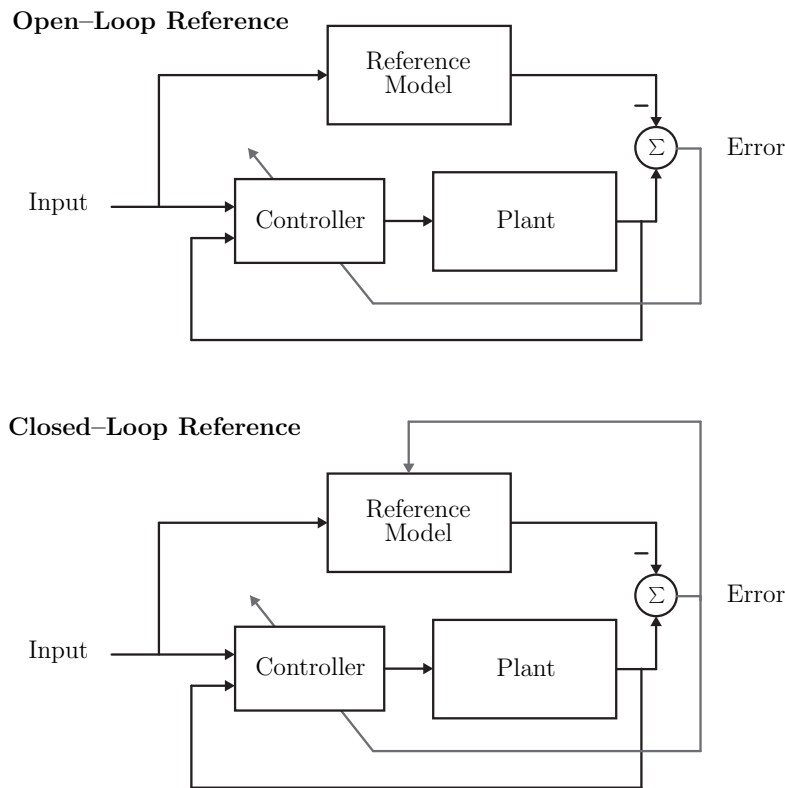 Open–Loop Reference
Reference
Model
–
Σ
Error
Input
Controller
Plant
Closed–Loop Reference
Reference
Model
–
Σ
Error
Input
Controller
Plant